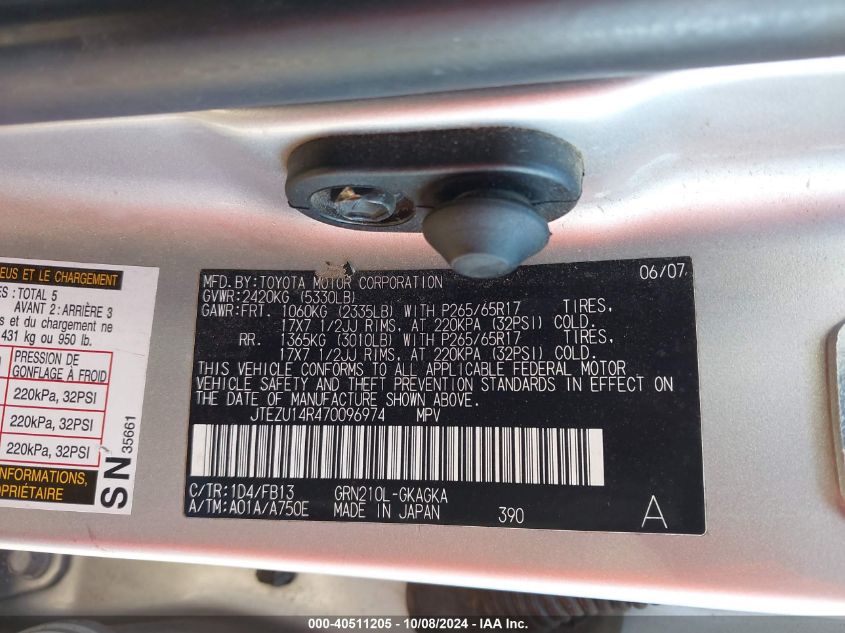 EUS ET LE CHARGEMENT
ES : TOTAL 5
AVANT 2 : ARRIÈRE 3
s et du chargement ne
431 kg ou 950 lb.
PRESSION DE
GONFLAGE À FROID
220kPa, 32PSI
220kPa, 32PSI
220kPa, 32PSI
INFORMATIONS,
OPRIÉTAIRE
SN
35661
MFD.BY:TOYOTA MOTOR CORPORATION 06/07
GVWR:2420KG (5330LB)
GAWR:FRT. 1060KG (2335LB) WITH P265/65R17 TIRES,
17X7 1/2JJ RIMS, AT 220KPA (32PSI) COLD.
RR. 1365KG (3010LB) WITH P265/65R17 TIRES,
17X7 1/2JJ RIMS, AT 220KPA (32PSI) COLD.
THIS VEHICLE CONFORMS TO ALL APPLICABLE FEDERAL MOTOR
VEHICLE SAFETY AND THEFT PREVENTION STANDARDS IN EFFECT ON
THE DATE OF MANUFACTURE SHOWN ABOVE.
JTEZU14R470096974 MPV
C/TR:1D4/FB13 GRN210L-GKAGKA
A/TM:A01A/A750E MADE IN JAPAN 390 A
000-40511205 - 10/08/2024 - IAA Inc.